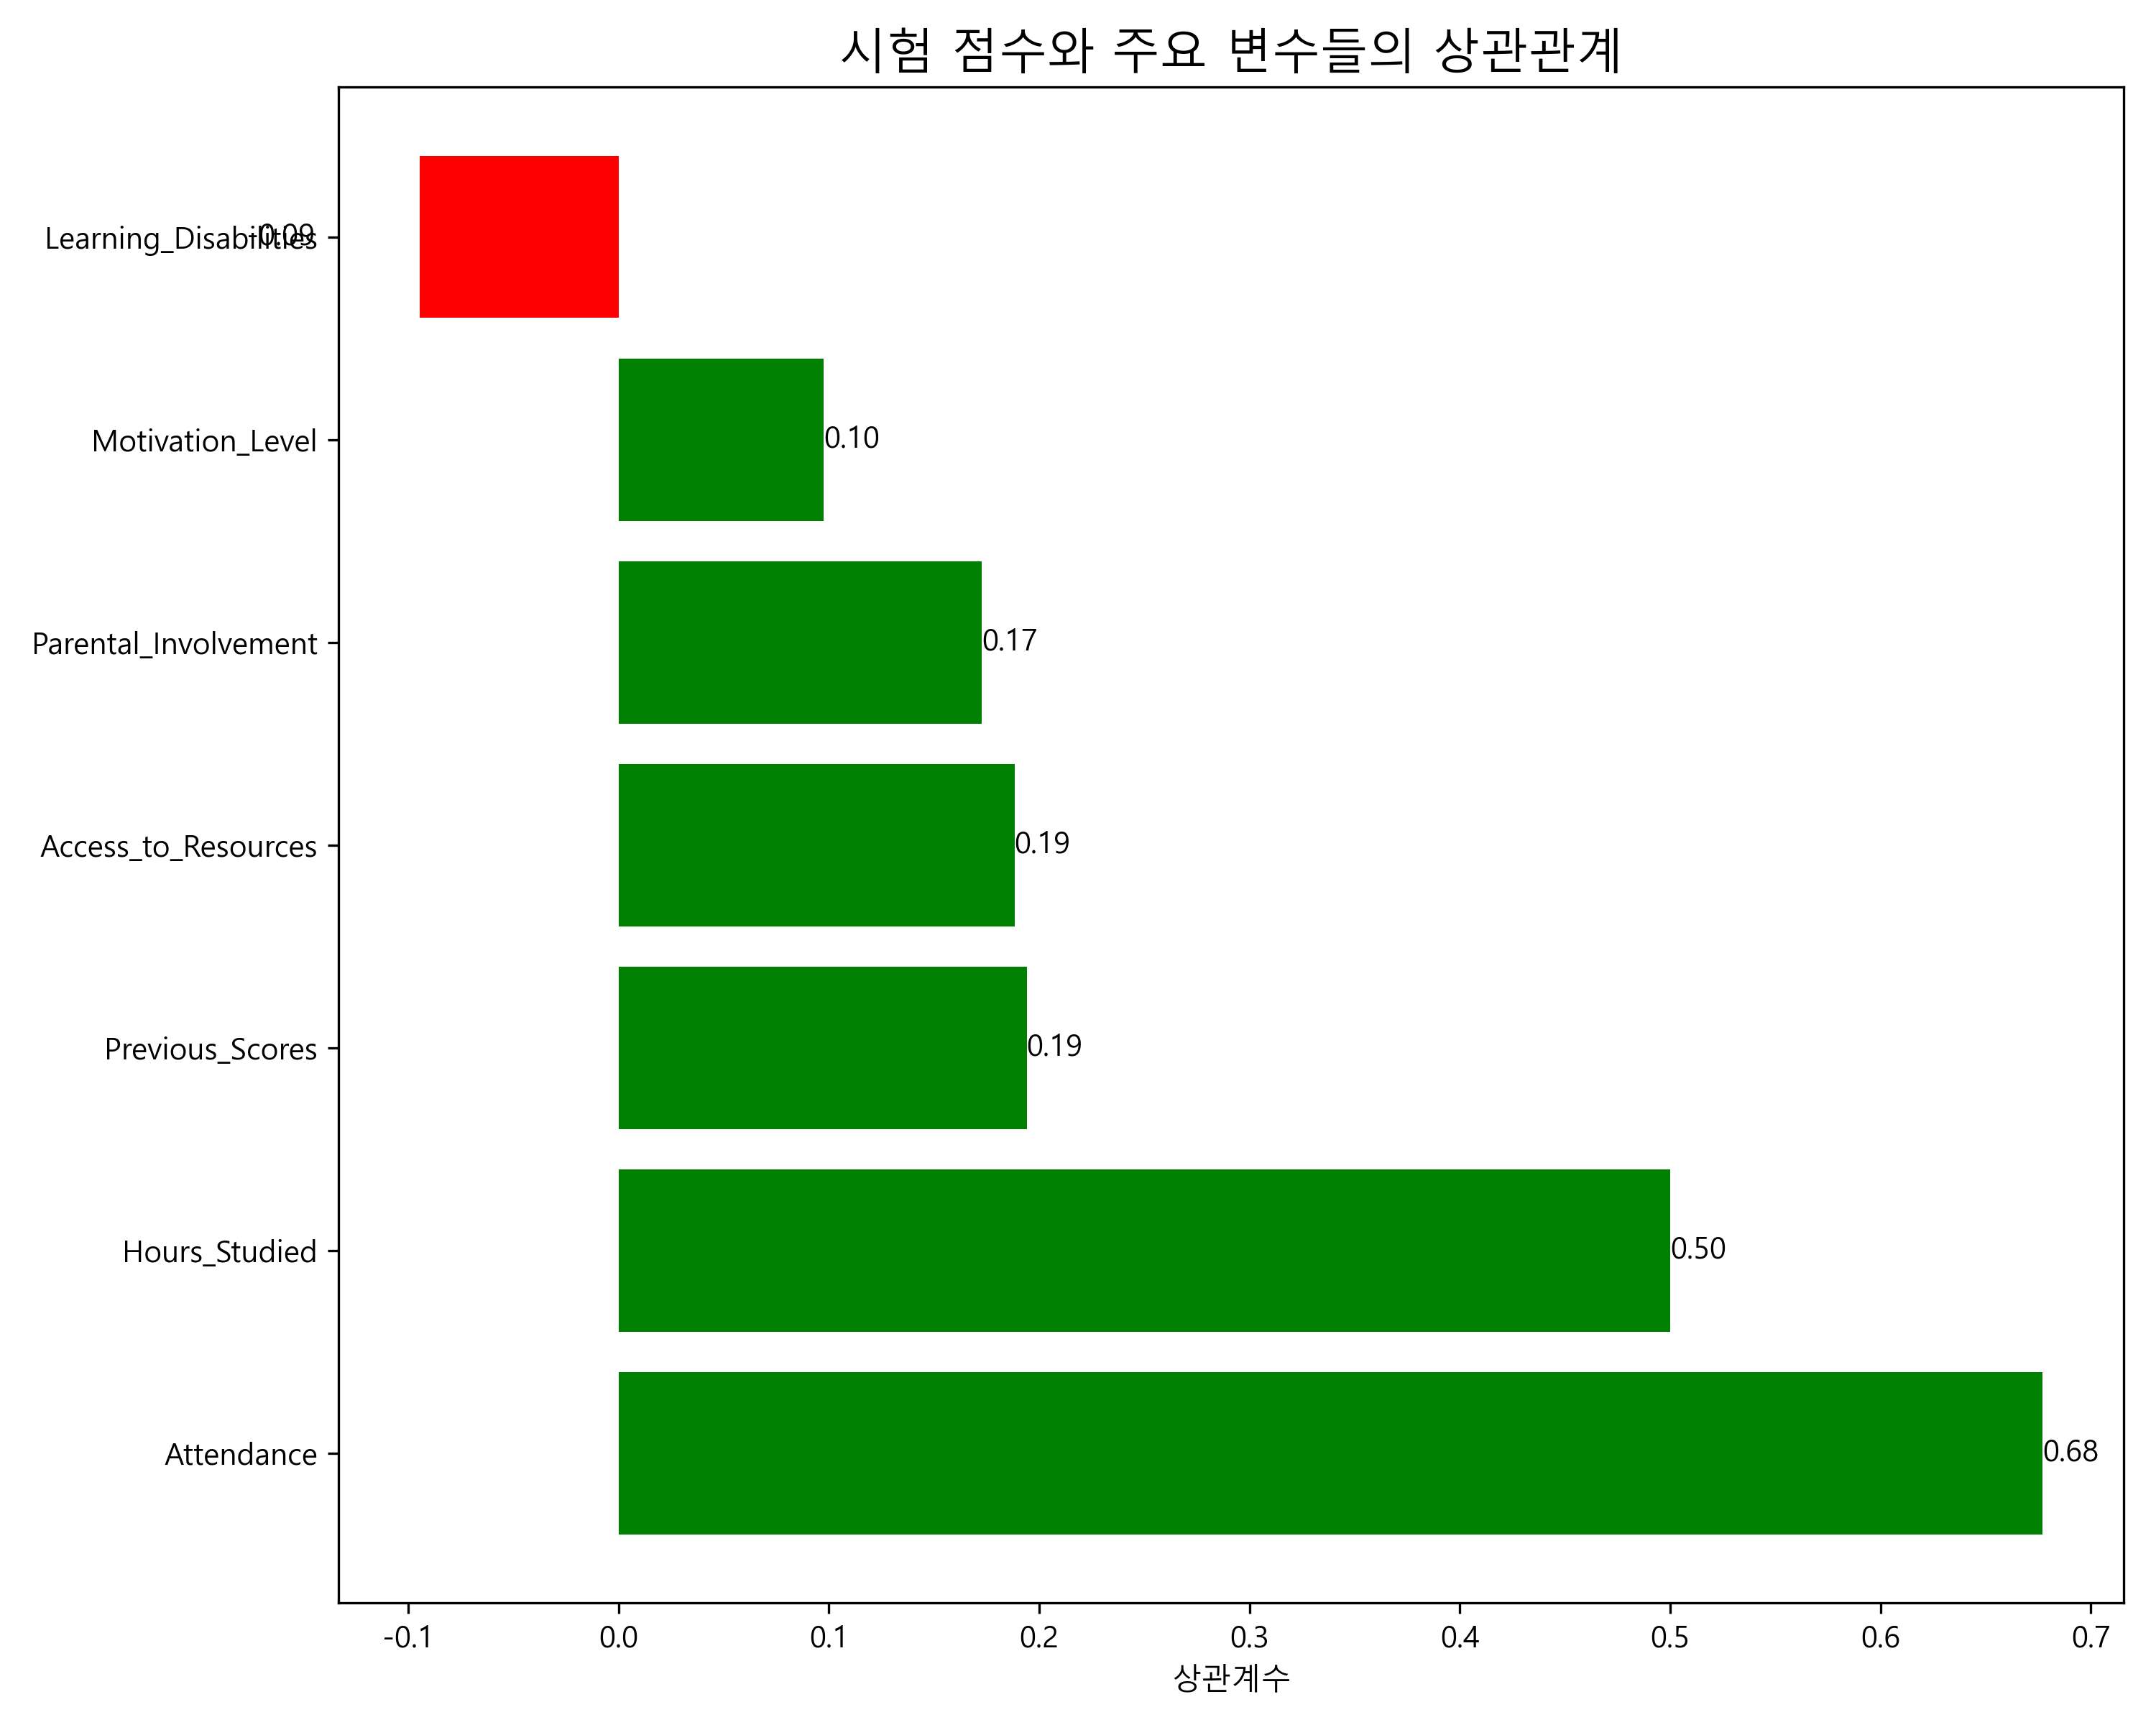 시험 점수와 주요 변수들의 상관관계
Learning_Disabilities
-0.09
Motivation_Level
0.10
Parental_Involvement
0.17
Access_to_Resources
0.19
Previous_Scores
0.19
Hours_Studied
0.50
Attendance
0.68
-0.1 0.0 0.1 0.2 0.3 0.4 0.5 0.6 0.7
상관계수